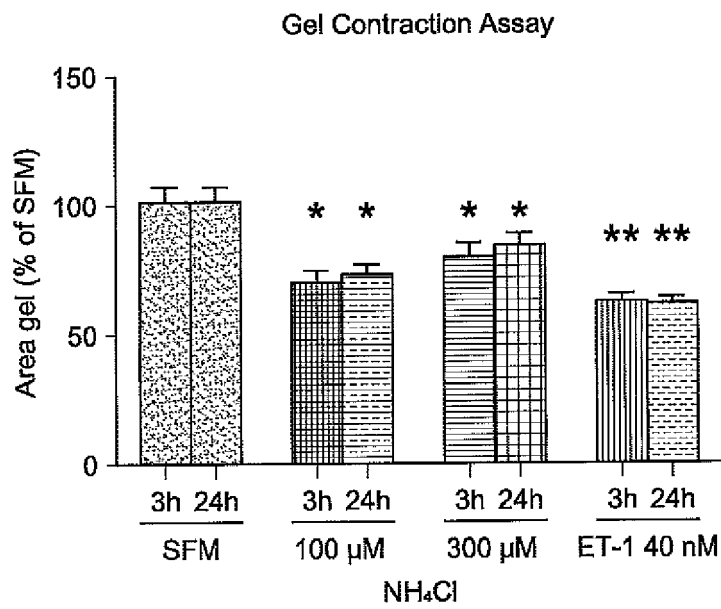 Gel Contraction Assay
150
100
50
0
Area gel (% of SFM)
* * * * ** **
3h 24h 3h 24h 3h 24h 3h 24h
SFM 100 µM 300 µM ET-1 40 nM
NH₄Cl